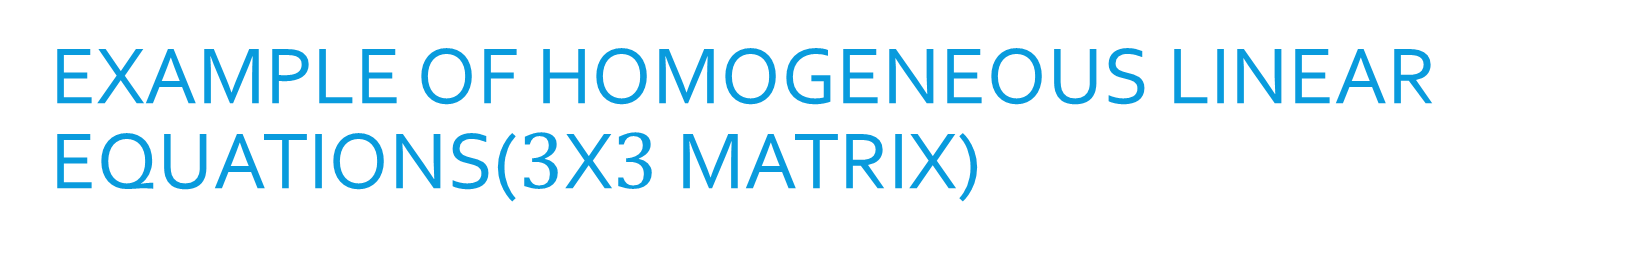 EXAMPLE OF HOMOGENEOUS LINEAR
EQUATIONS(3X3 MATRIX)